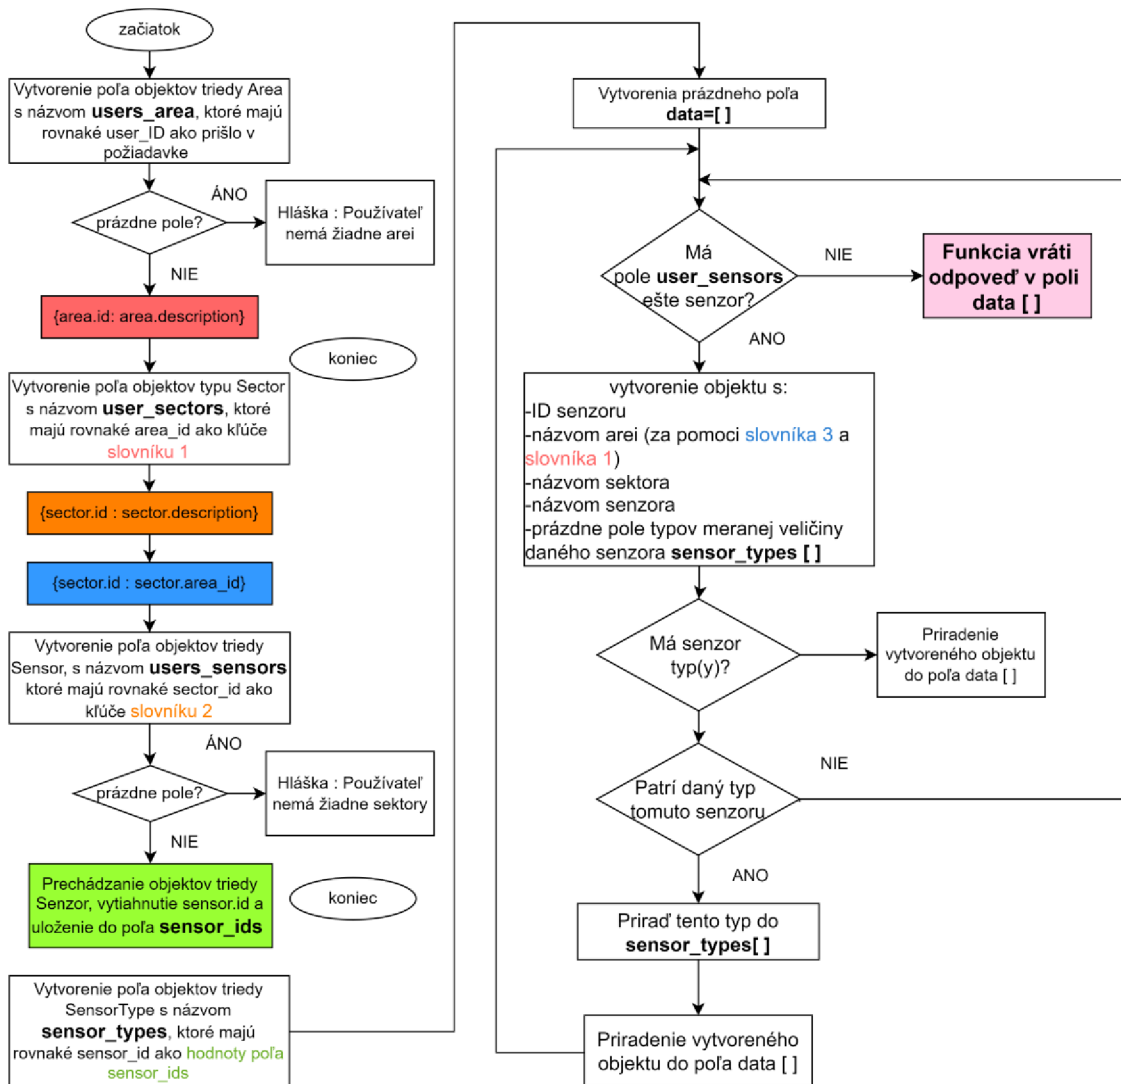 začiatok
Vytvorenie poľa objektov triedy Area
s názvom users_area, ktoré majú
rovnaké user_ID ako prišlo v
požiadavke
prázdne pole?
ÁNO
Hláška : Používateľ
nemá žiadne arei
NIE
{area.id: area.description}
koniec
Vytvorenie poľa objektov typu Sector
s názvom user_sectors, ktoré
majú rovnaké area_id ako kľúče
slovníku 1
{sector.id : sector.description}
{sector.id : sector.area_id}
Vytvorenie poľa objektov triedy
Sensor, s názvom users_sensors
ktoré majú rovnaké sector_id ako
kľúče slovníku 2
ÁNO
prázdne pole?
Hláška : Používateľ
nemá žiadne sektory
NIE
Prechádzanie objektov triedy
Senzor, vytiahnutie sensor.id a
uloženie do poľa sensor_ids
koniec
Vytvorenie poľa objektov triedy
SensorType s názvom
sensor_types, ktoré majú
rovnaké sensor_id ako hodnoty poľa
sensor_ids
Vytvorenia prázdneho poľa
data=[ ]
Má
pole user_sensors
ešte senzor?
NIE
Funkcia vráti
odpoveď v poli
data [ ]
ANO
vytvorenie objektu s:
-ID senzoru
-názvom arei (za pomoci slovníka 3 a
slovníka 1)
-názvom sektora
-názvom senzora
-prázdne pole typov meranej veličiny
daného senzora sensor_types [ ]
Má senzor
typ(y)?
Priradenie
vytvoreného objektu
do poľa data [ ]
Patrí daný typ
tomuto senzoru
NIE
ANO
Priraď tento typ do
sensor_types[ ]
Priradenie vytvoreného
objektu do poľa data [ ]